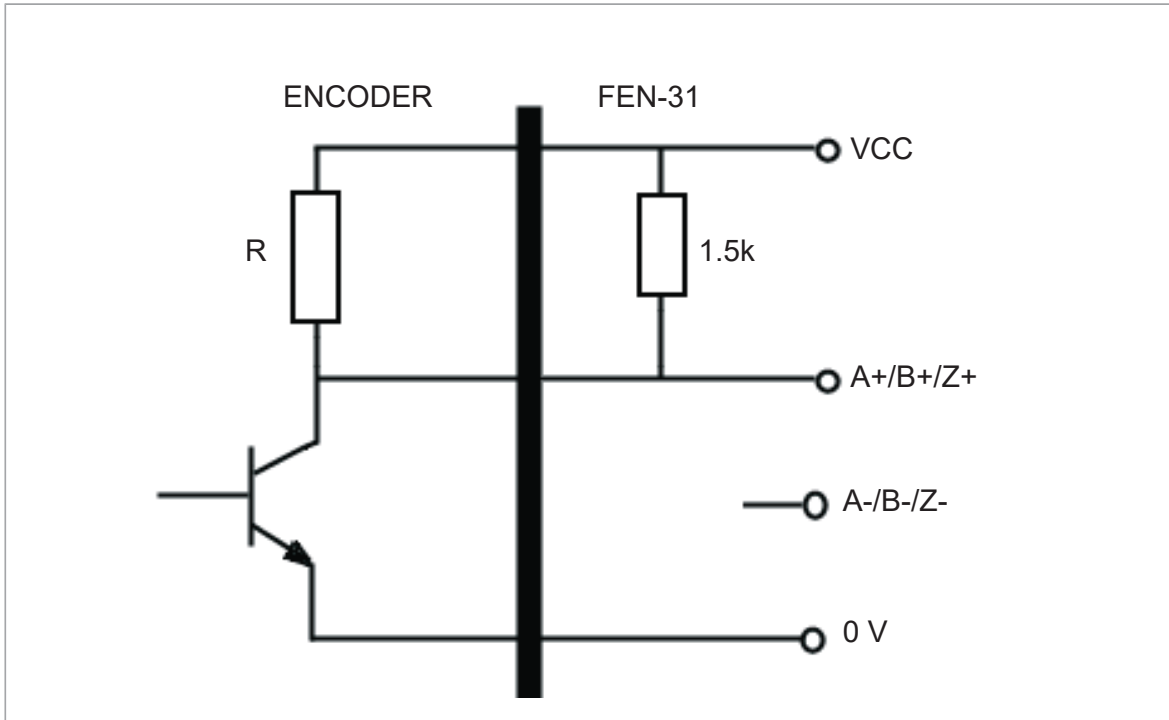 ENCODER FEN-31
VCC
R 1.5k
A+/B+/Z+
A-/B-/Z-
0 V